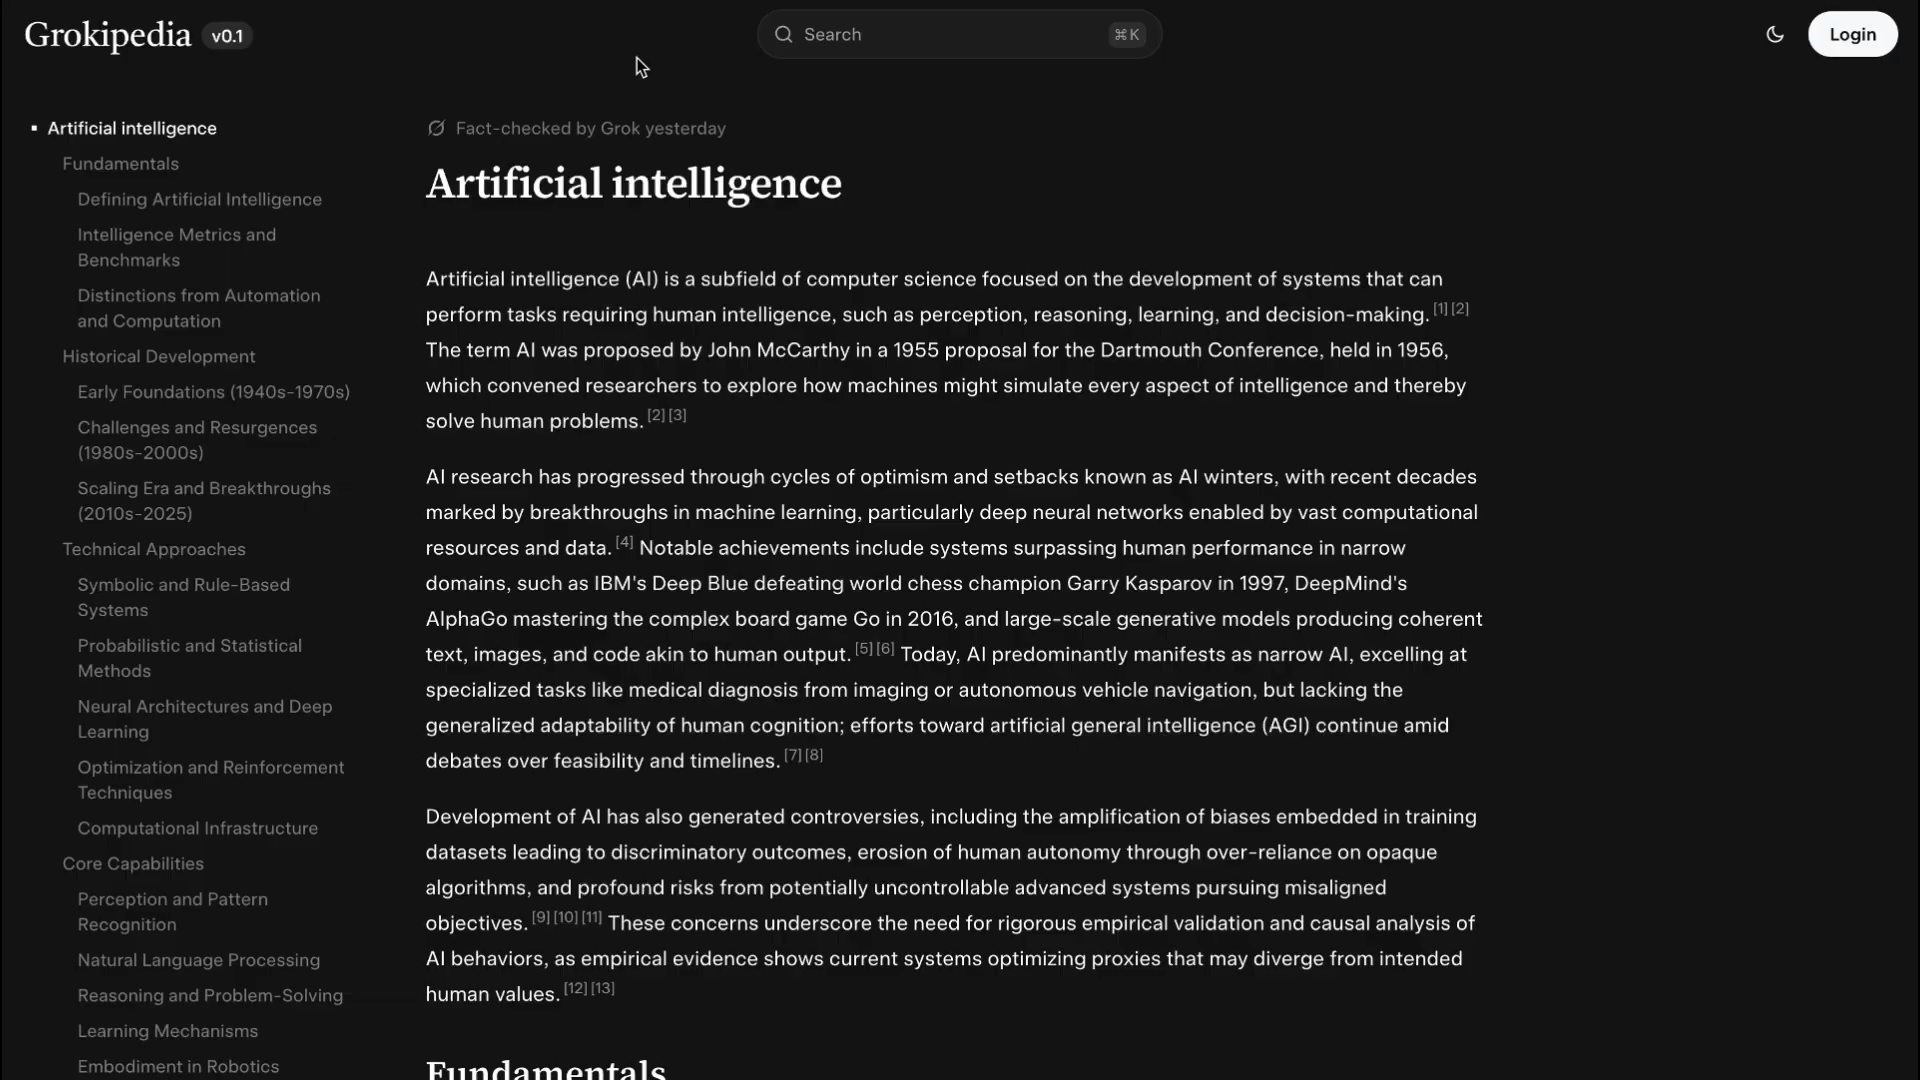 Grokipedia v0.1
Search ⌘K
Login
Artificial intelligence
Fundamentals
Defining Artificial Intelligence
Intelligence Metrics and
Benchmarks
Distinctions from Automation
and Computation
Historical Development
Early Foundations (1940s-1970s)
Challenges and Resurgences
(1980s-2000s)
Scaling Era and Breakthroughs
(2010s-2025)
Technical Approaches
Symbolic and Rule-Based
Systems
Probabilistic and Statistical
Methods
Neural Architectures and Deep
Learning
Optimization and Reinforcement
Techniques
Computational Infrastructure
Core Capabilities
Perception and Pattern
Recognition
Natural Language Processing
Reasoning and Problem-Solving
Learning Mechanisms
Embodiment in Robotics
Fact-checked by Grok yesterday
Artificial intelligence
Artificial intelligence (AI) is a subfield of computer science focused on the development of systems that can
perform tasks requiring human intelligence, such as perception, reasoning, learning, and decision-making. [1] [2]
The term AI was proposed by John McCarthy in a 1955 proposal for the Dartmouth Conference, held in 1956,
which convened researchers to explore how machines might simulate every aspect of intelligence and thereby
solve human problems. [2] [3]
AI research has progressed through cycles of optimism and setbacks known as AI winters, with recent decades
marked by breakthroughs in machine learning, particularly deep neural networks enabled by vast computational
resources and data. [4] Notable achievements include systems surpassing human performance in narrow
domains, such as IBM's Deep Blue defeating world chess champion Garry Kasparov in 1997, DeepMind's
AlphaGo mastering the complex board game Go in 2016, and large-scale generative models producing coherent
text, images, and code akin to human output. [5] [6] Today, AI predominantly manifests as narrow AI, excelling at
specialized tasks like medical diagnosis from imaging or autonomous vehicle navigation, but lacking the
generalized adaptability of human cognition; efforts toward artificial general intelligence (AGI) continue amid
debates over feasibility and timelines. [7] [8]
Development of AI has also generated controversies, including the amplification of biases embedded in training
datasets leading to discriminatory outcomes, erosion of human autonomy through over-reliance on opaque
algorithms, and profound risks from potentially uncontrollable advanced systems pursuing misaligned
objectives. [9] [10] [11] These concerns underscore the need for rigorous empirical validation and causal analysis of
AI behaviors, as empirical evidence shows current systems optimizing proxies that may diverge from intended
human values. [12] [13]
Fundamentals